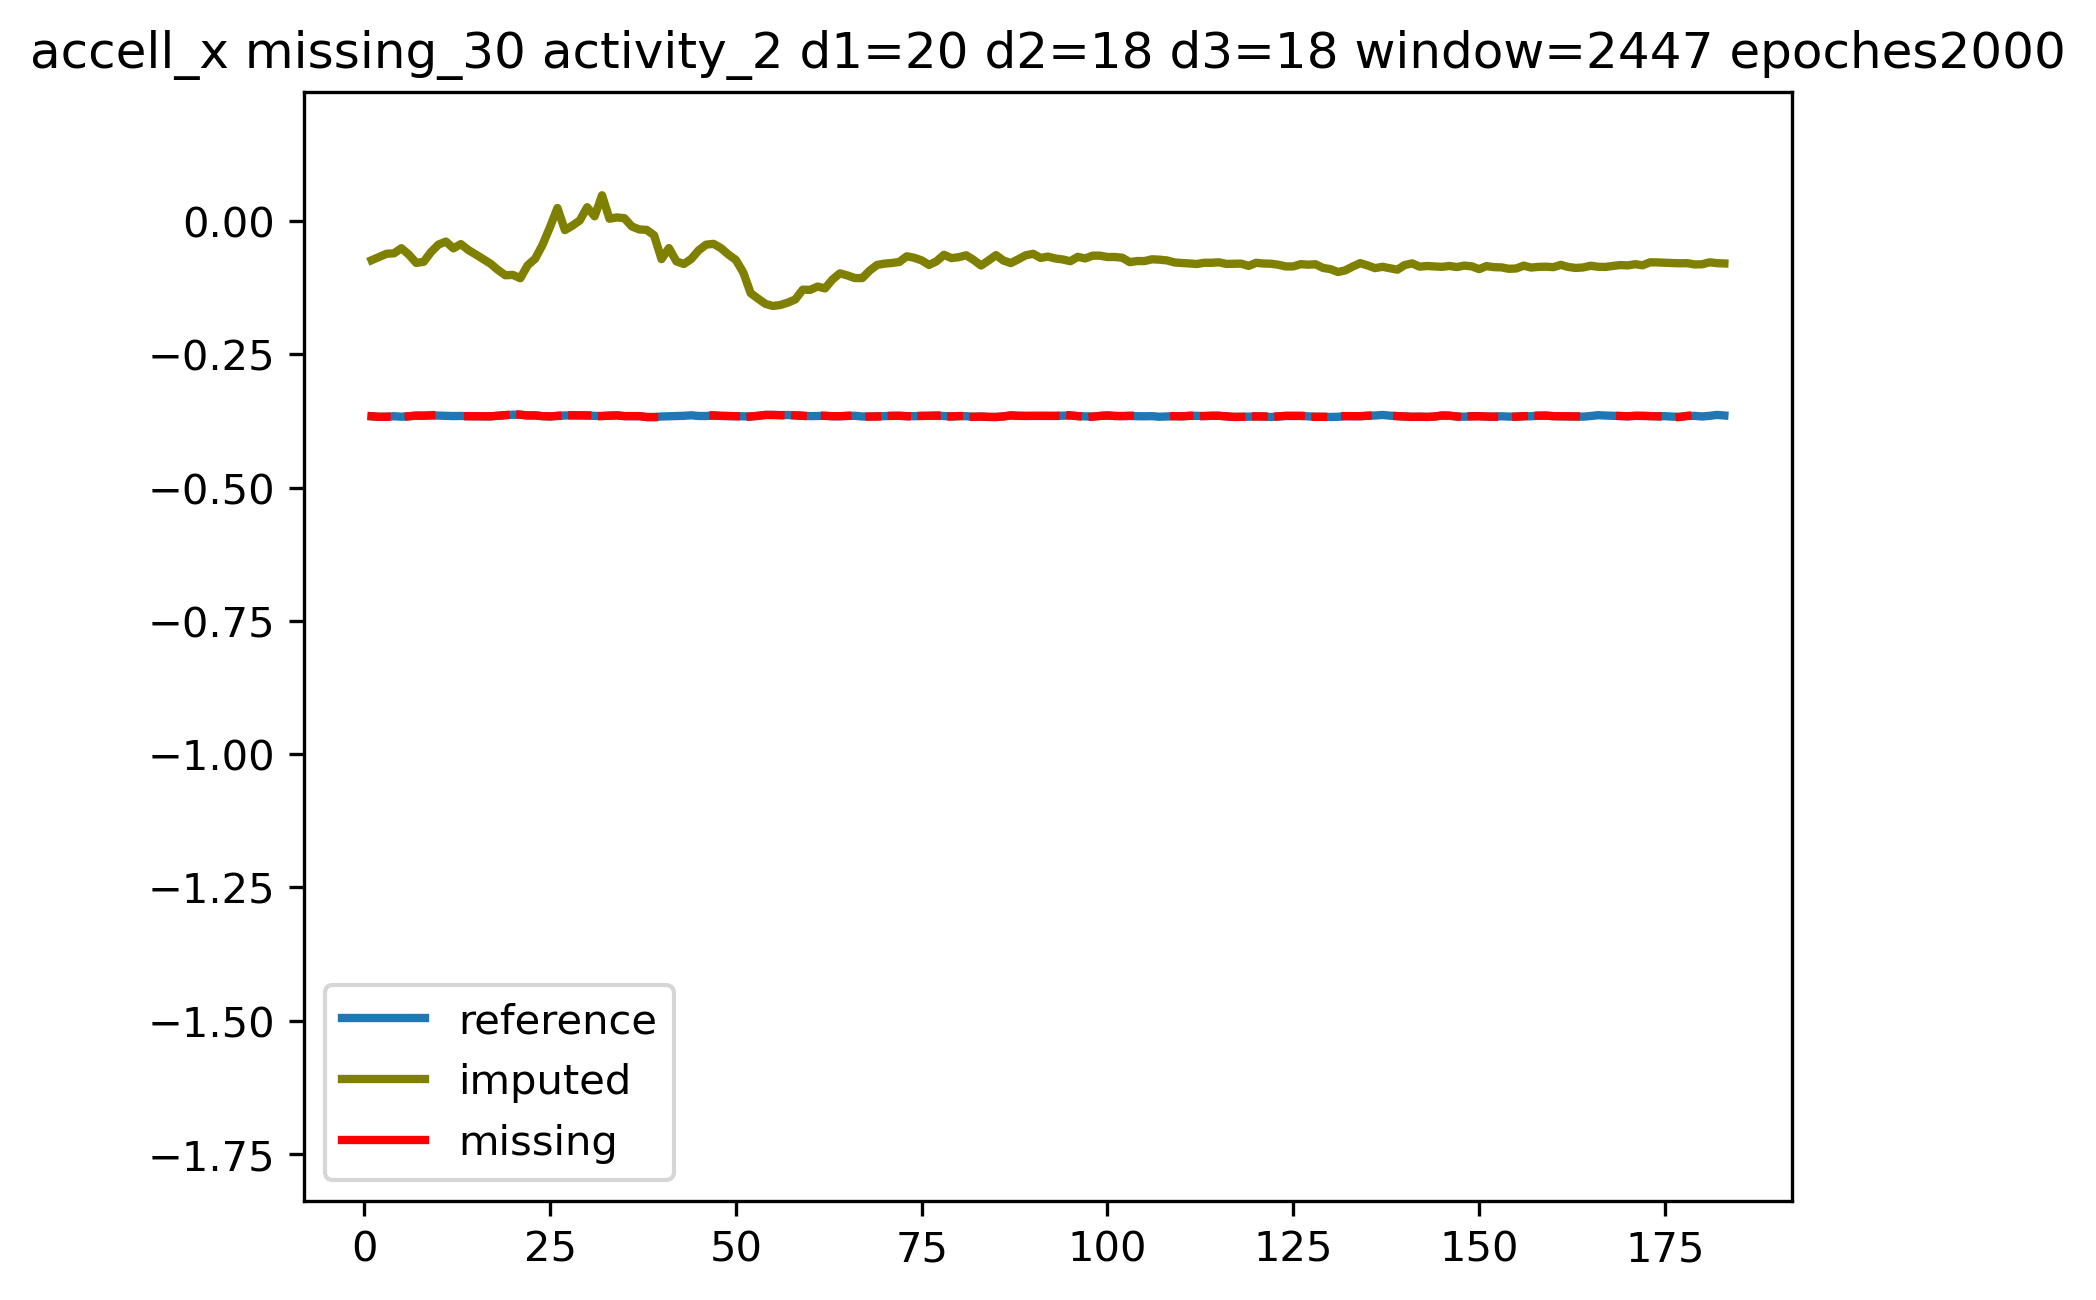 accell_x missing_30 activity_2 d1=20 d2=18 d3=18 window=2447 epoches2000
0.00
−0.25
−0.50
−0.75
−1.00
−1.25
−1.50
−1.75
reference
imputed
missing
0 25 50 75 100 125 150 175